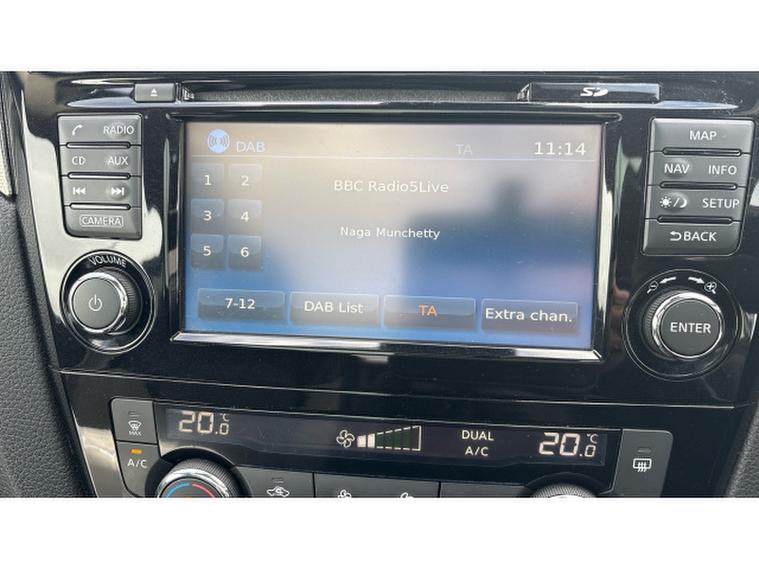 SD
RADIO
CD AUX
CAMERA
VOLUME
DAB TA 11:14
1 2
BBC Radio5Live
3 4
Naga Munchetty
5 6
7-12 DAB List TA Extra chan.
MAP
NAV INFO
SETUP
BACK
ENTER
MAX
A/C
20.0 °C
DUAL
A/C
20.0 °C